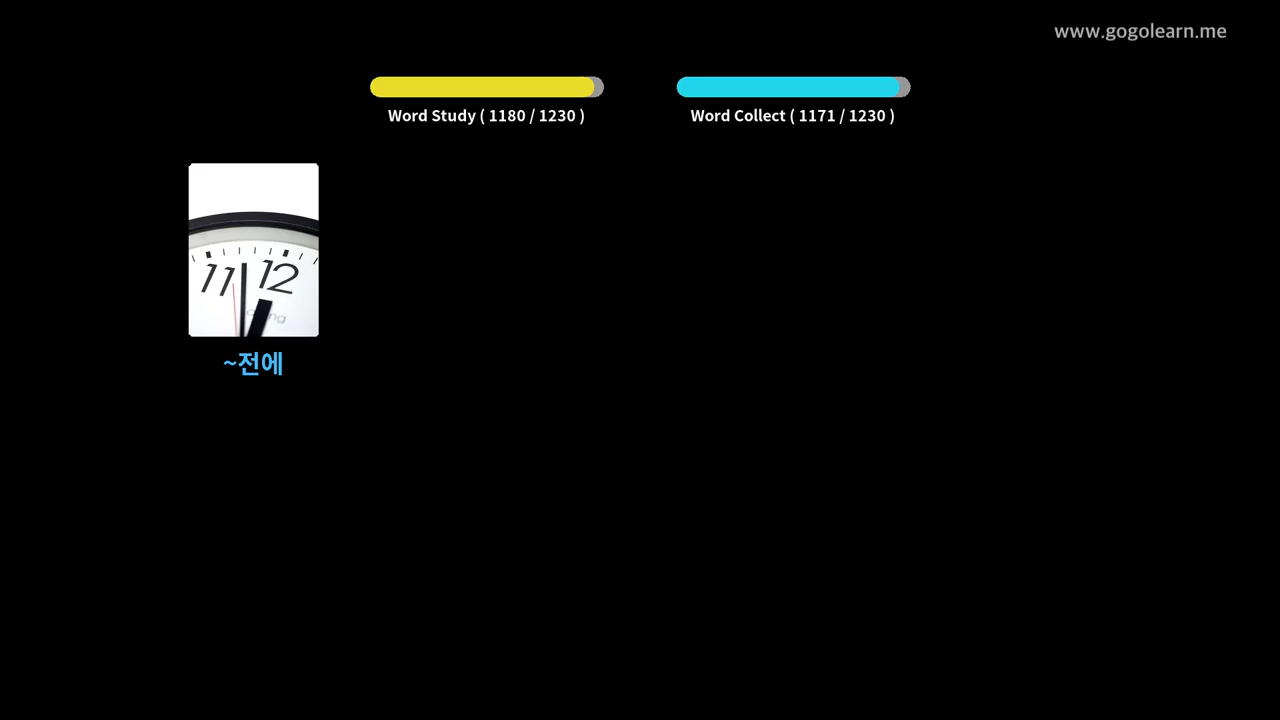 www.gogolearn.me
Word Study ( 1180 / 1230 )
Word Collect ( 1171 / 1230 )
11 12
~전에